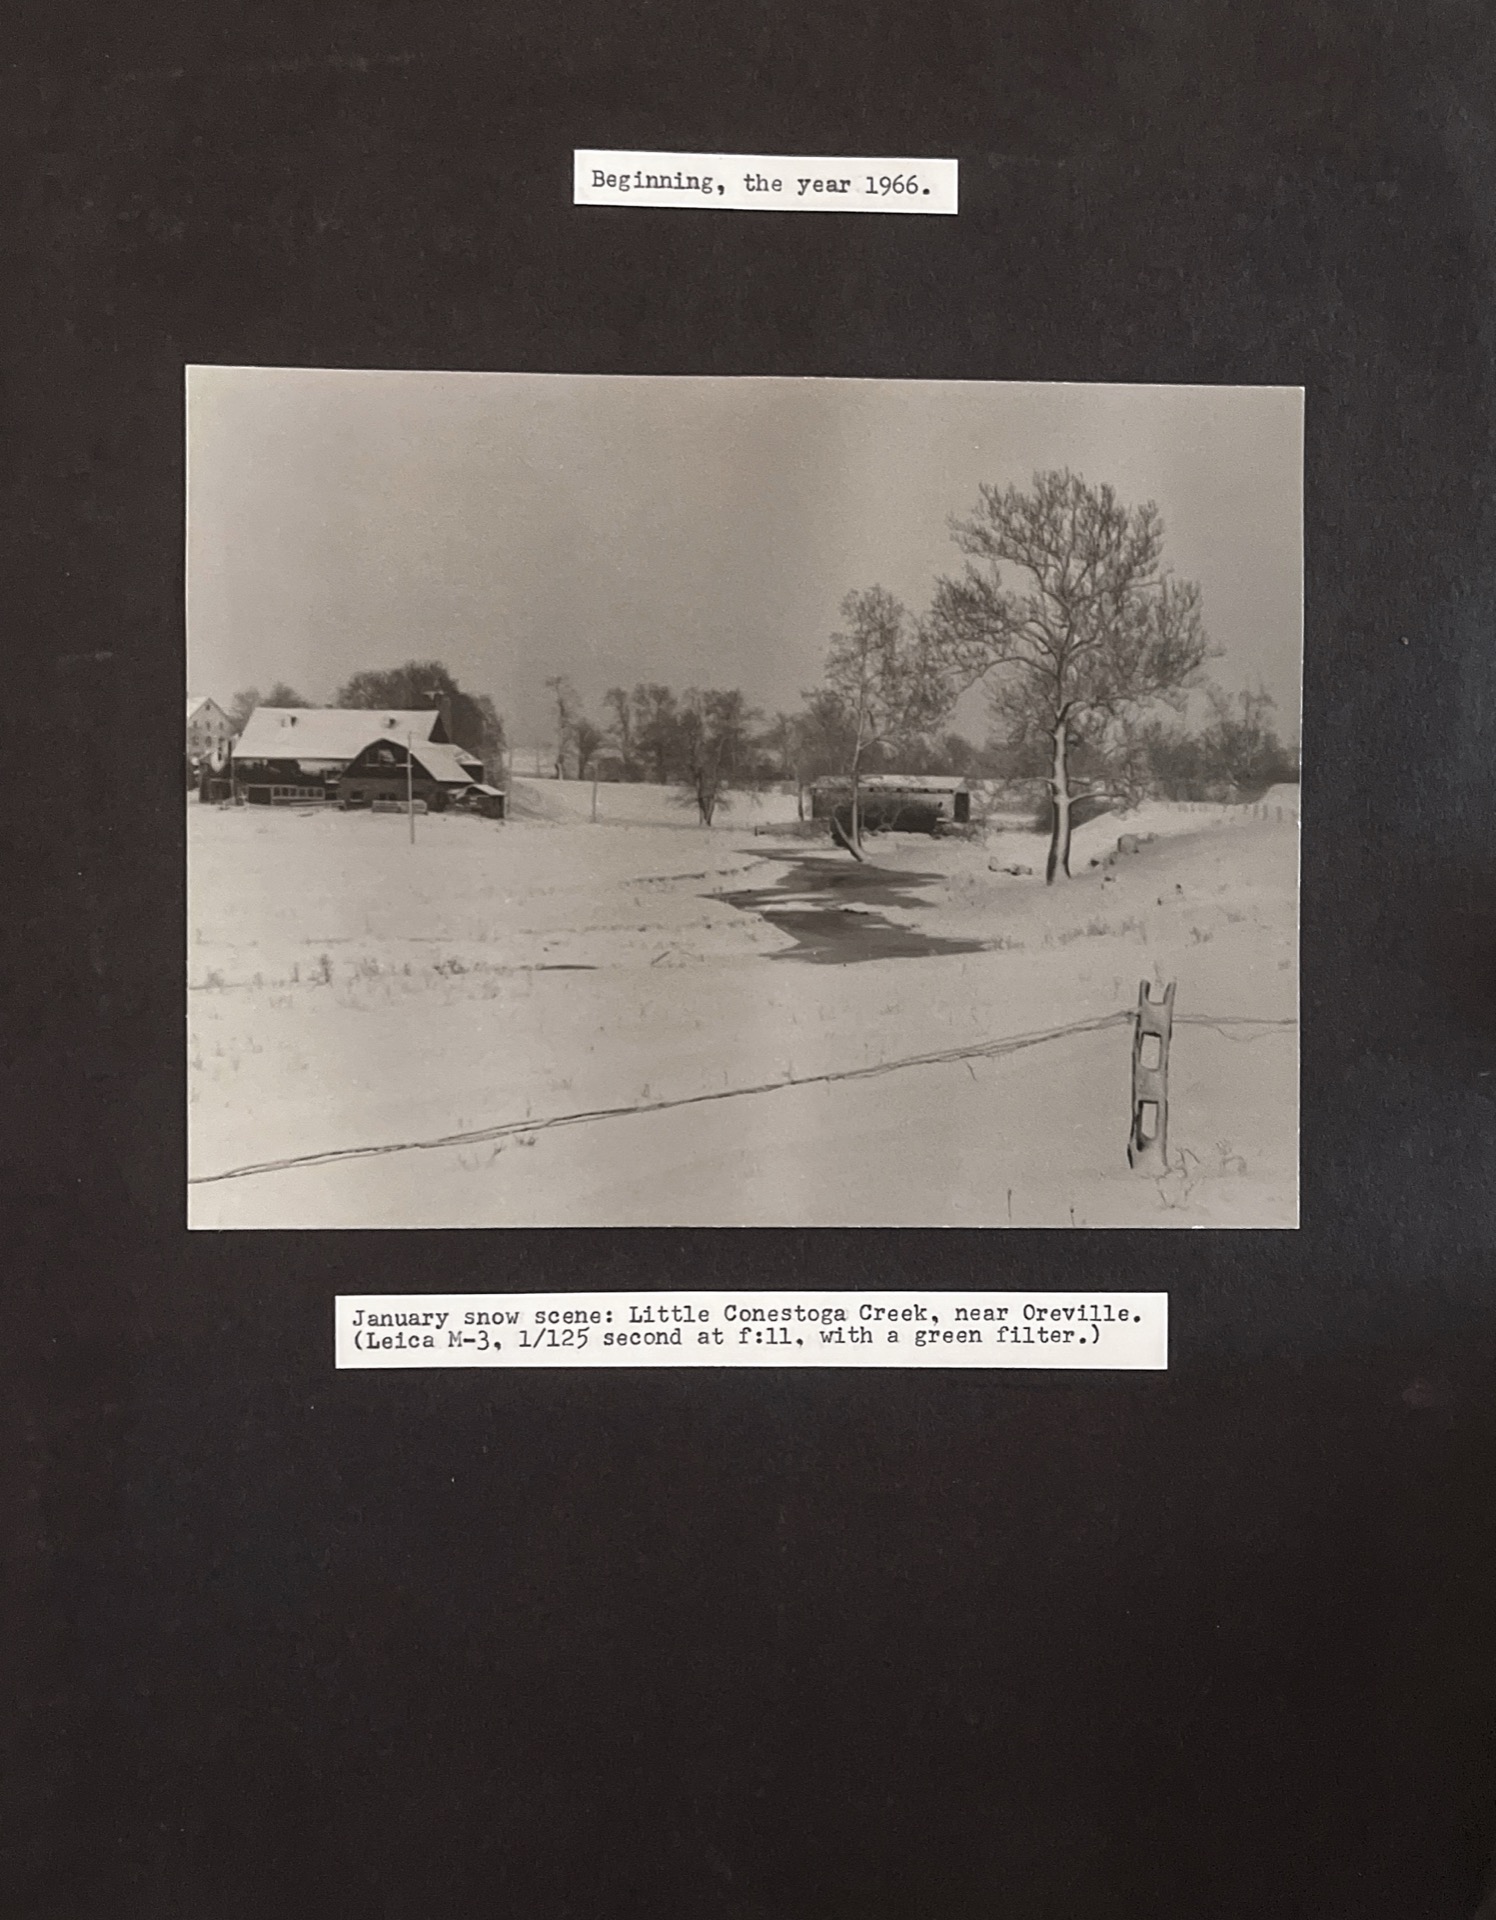 Beginning, the year 1966.
January snow scene: Little Conestoga Creek, near Oreville.
(Leica M-3, 1/125 second at f:11, with a green filter.)